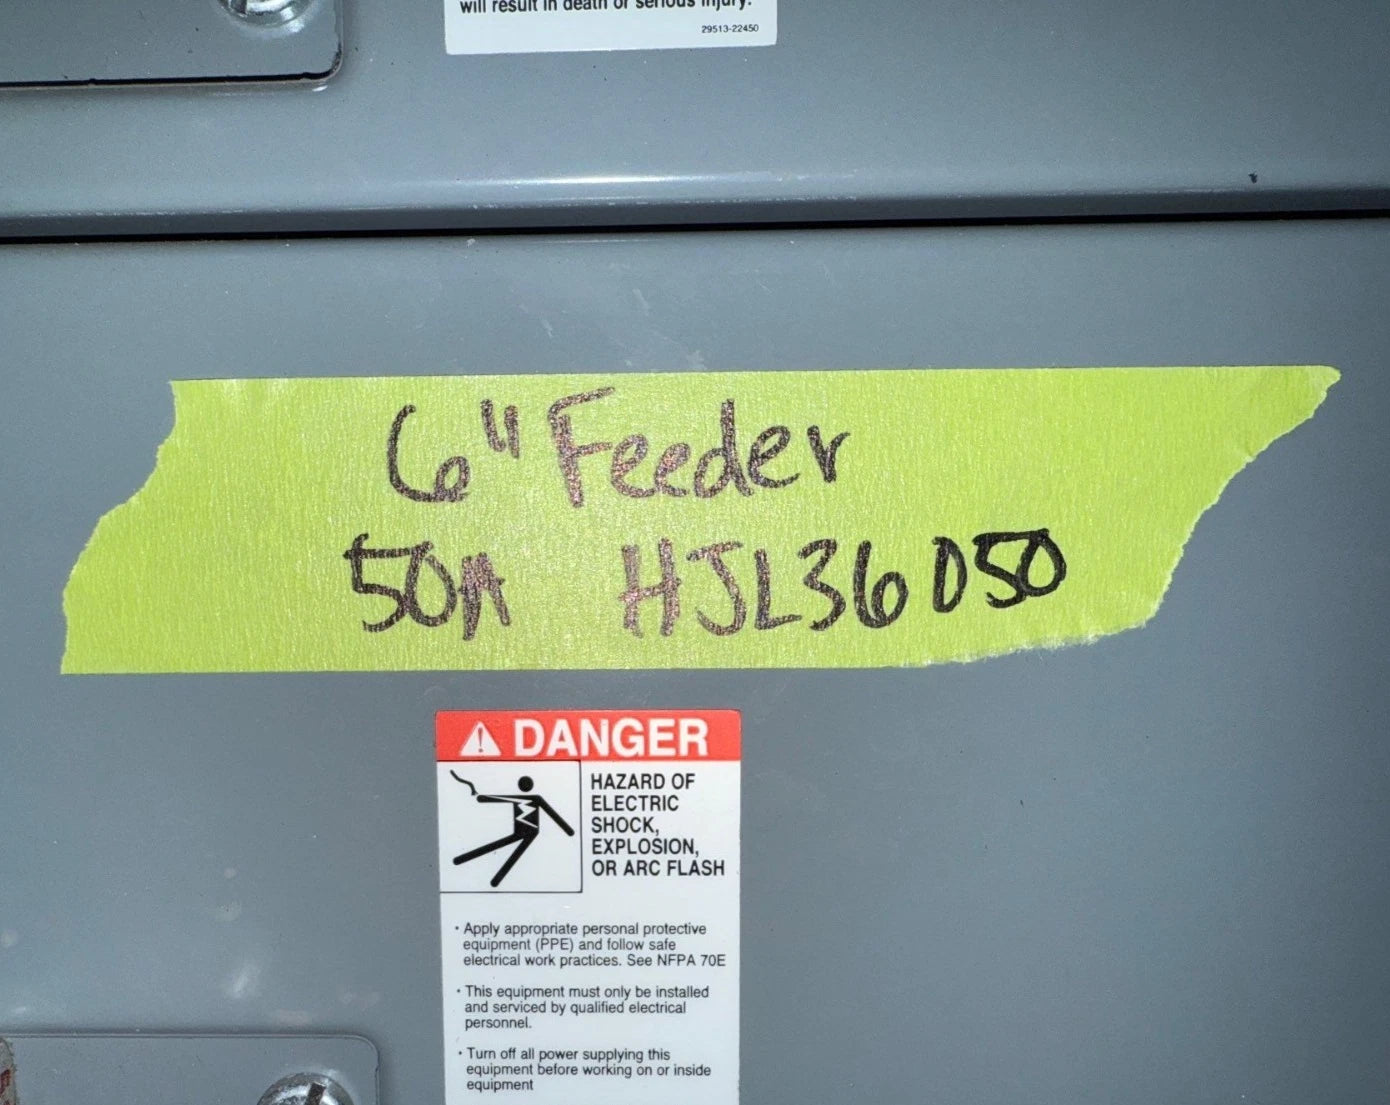 will result in death or serious injury.
29513-22450
6" Feeder
50A HJL36050
DANGER
HAZARD OF
ELECTRIC
SHOCK,
EXPLOSION,
OR ARC FLASH
• Apply appropriate personal protective
equipment (PPE) and follow safe
electrical work practices. See NFPA 70E
• This equipment must only be installed
and serviced by qualified electrical
personnel.
• Turn off all power supplying this
equipment before working on or inside
equipment